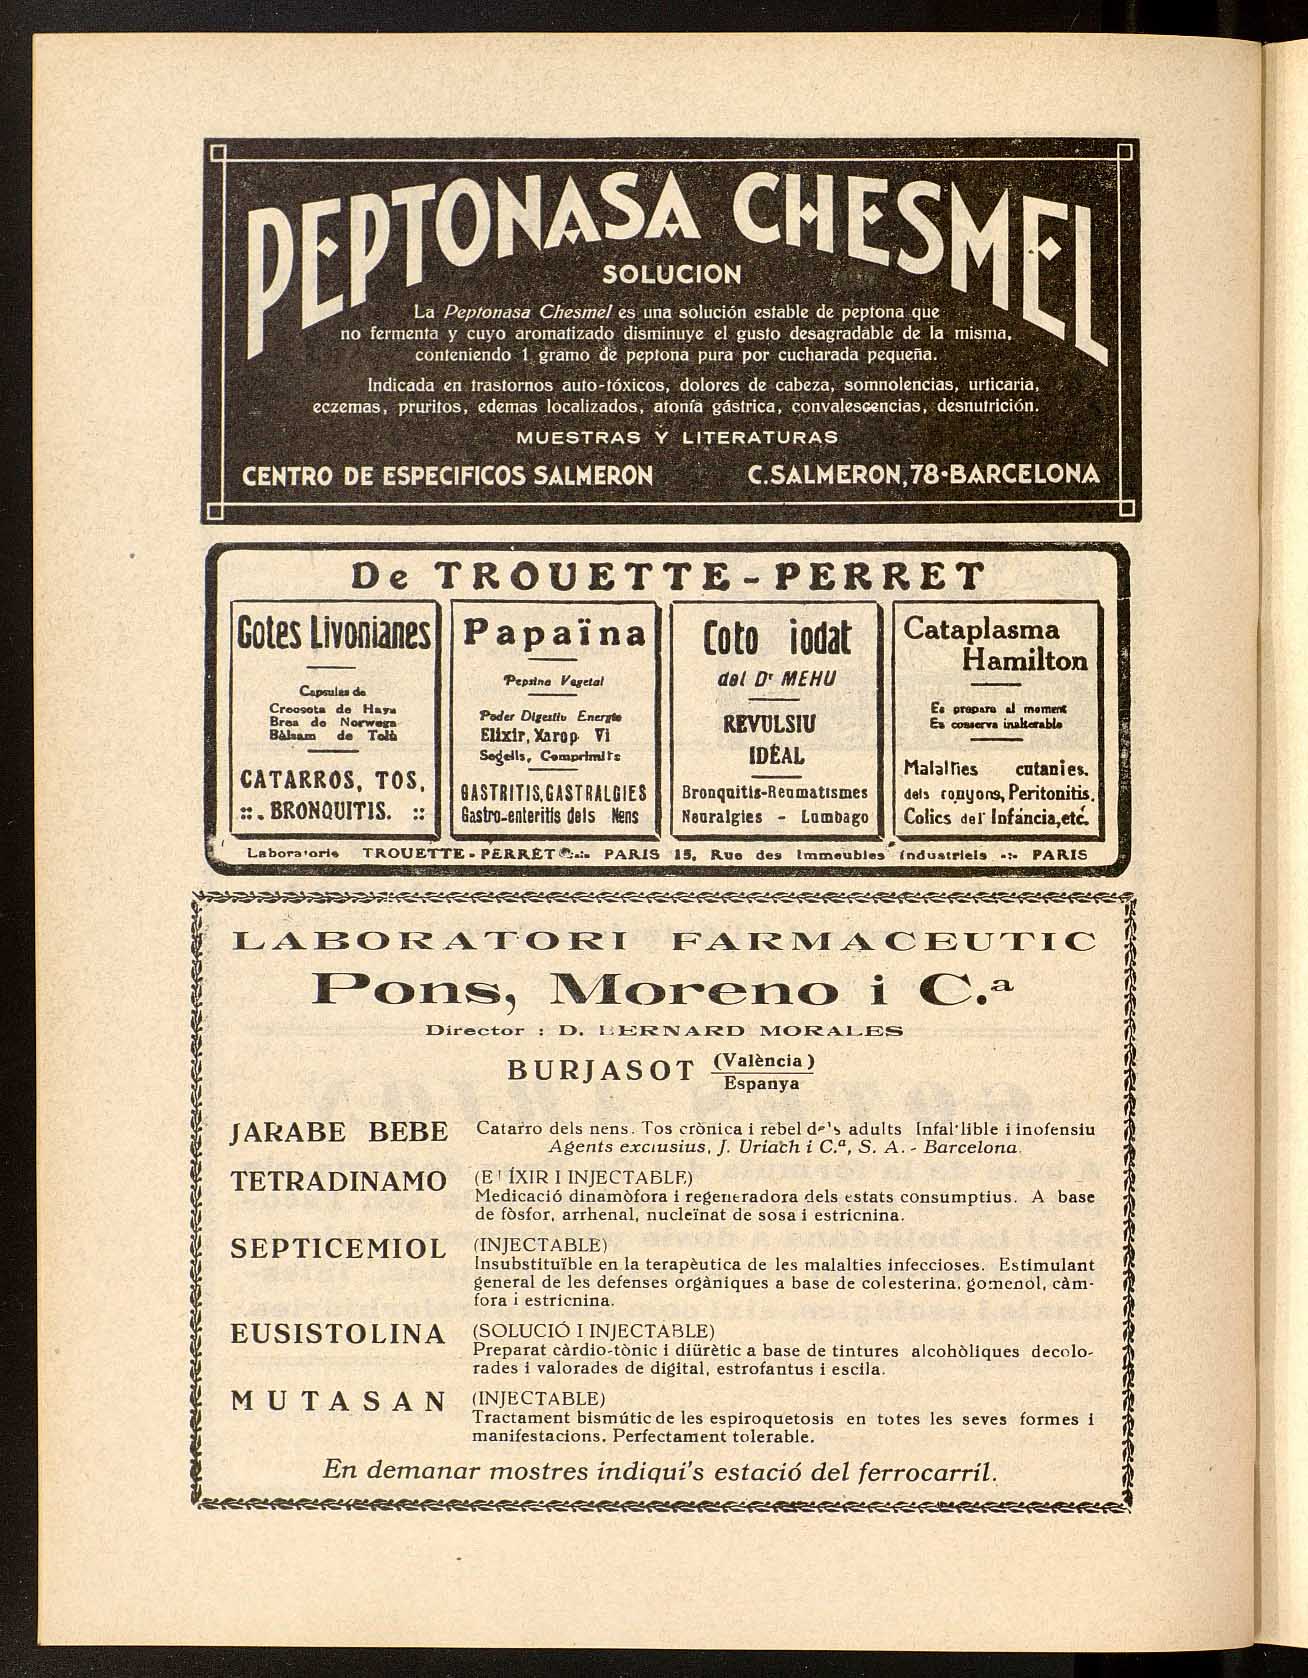 PEPTONASA CHESMEL
SOLUCION
La Peptonasa Chesmel es una solución estable de peptona que
no fermenta y cuyo aromatizado disminuye el gusto desagradable de la misma,
conteniendo 1 gramo de peptona pura por cucharada pequeña.
Indicada en trastornos auto-tóxicos, dolores de cabeza, somnolencias, urticaria,
eczemas, pruritos, edemas localizados, atonía gástrica, convalescencias, desnutrición.
MUESTRAS Y LITERATURAS
CENTRO DE ESPECIFICOS SALMERON C. SALMERON, 78-BARCELONA
De TROUETTE-PERRET
Gotes Livonianes
Capsules de
Creosota de Haya
Brea de Norwega
Bàlsam de Tolú
CATARROS, TOS,
::. BRONQUITIS. ::
Papaïna
Pepsina Vegetal
Poder Digestiu Energic
Elixir, Xarop Vi
Segells, Comprimits
GASTRITIS, GASTRALGIES
Gastro-enteritis dels Nens
Coto iodat
del Dr MEHU
REVULSIU
IDÉAL
Bronquitis-Reumatismes
Neuralgies - Lumbago
Cataplasma
Hamilton
Es prepara al moment
Es conserva inalterable
Malalties cutanies.
dels ronyons, Peritonitis.
Colics del' Infáncia, etc.
Laboratoris TROUETTE-PERRET -:- PARIS 15, Rue des Immeubles Industriels -:- PARIS
LABORATORI FARMACEUTIC
Pons, Moreno i C.a
Director : D. BERNARD MORALES
BURJASOT (València)
Espanya
JARABE BEBE Catarro dels nens. Tos crònica i rebel dels adults Infal·lible i inofensiu
Agents exclusius, J. Uriach i C.a, S. A. - Barcelona.
TETRADINAMO (ELÍXIR I INJECTABLE)
Medicació dinamòfora i regeneradora dels estats consumptius. A base
de fòsfor, arrhenal, nucleïnat de sosa i estricnina.
SEPTICEMIOL (INJECTABLE)
Insubstituïble en la terapèutica de les malalties infeccioses. Estimulant
general de les defenses orgàniques a base de colesterina, gomenol, càm-
fora i estricnina.
EUSISTOLINA (SOLUCIÓ I INJECTABLE)
Preparat càrdio-tònic i diürètic a base de tintures alcohòliques decolo-
rades i valorades de digital, estrofantus i escila.
MUTASAN (INJECTABLE)
Tractament bismútic de les espiroquetosis en totes les seves formes i
manifestacions. Perfectament tolerable.
En demanar mostres indiqui's estació del ferrocarril.